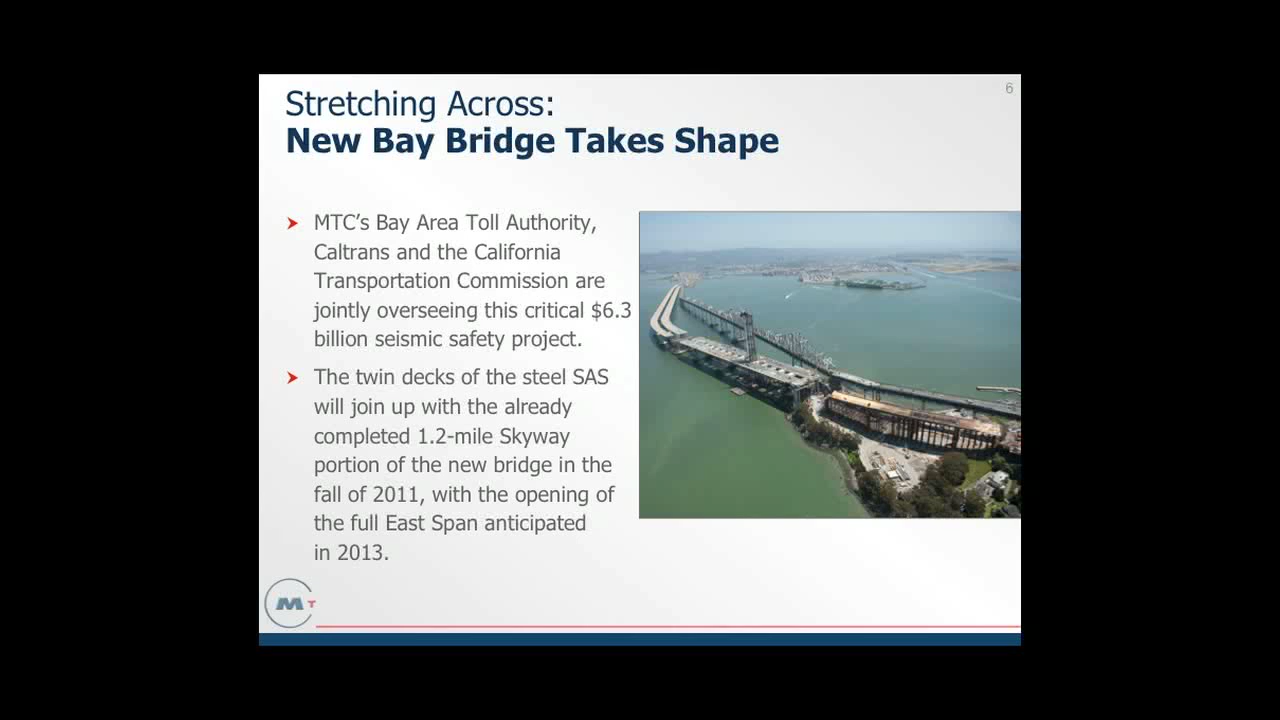 6
Stretching Across:
New Bay Bridge Takes Shape
MTC’s Bay Area Toll Authority,
Caltrans and the California
Transportation Commission are
jointly overseeing this critical $6.3
billion seismic safety project.
The twin decks of the steel SAS
will join up with the already
completed 1.2-mile Skyway
portion of the new bridge in the
fall of 2011, with the opening of
the full East Span anticipated
in 2013.
M T